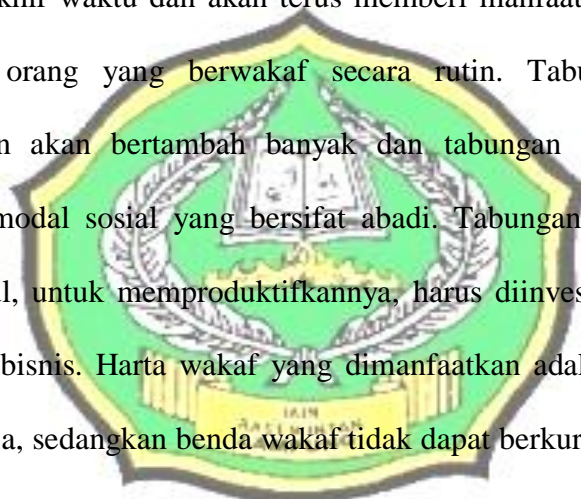 khir waktu dan akan terus memberi manfaat
orang yang berwakaf secara rutin. Tabu
n akan bertambah banyak dan tabungan
modal sosial yang bersifat abadi. Tabungan
l, untuk memproduktifkannya, harus diinves
bisnis. Harta wakaf yang dimanfaatkan adal
IAIN
a, sedangkan benda wakaf tidak dapat berkur